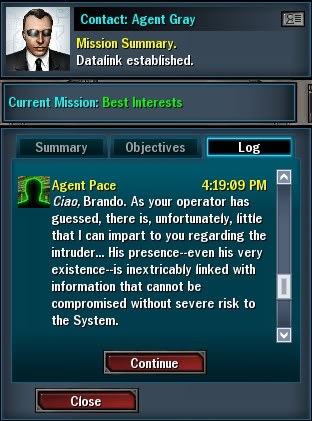 Contact: Agent Gray
Mission Summary.
Datalink established.
Current Mission: Best Interests
Summary Objectives Log
Agent Pace 4:19:09 PM
Ciao, Brando. As your operator has
guessed, there is, unfortunately, little
that I can impart to you regarding the
intruder... His presence--even his very
existence--is inextricably linked with
information that cannot be
compromised without severe risk to
the System.
Continue
Close